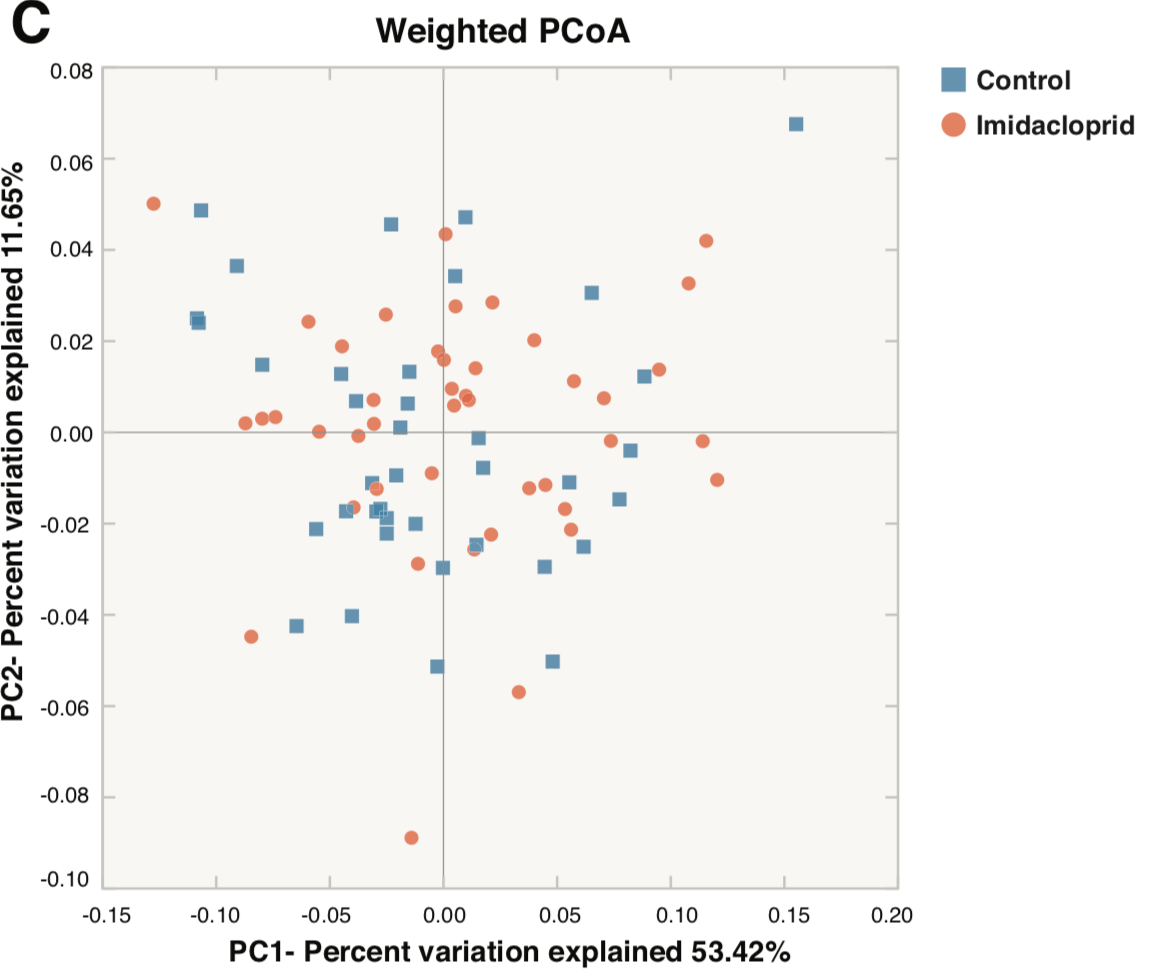 C
Weighted PCoA
Control
Imidacloprid
0.08
0.06
0.04
0.02
0.00
-0.02
-0.04
-0.06
-0.08
-0.10
PC2- Percent variation explained 11.65%
-0.15 -0.10 -0.05 0.00 0.05 0.10 0.15 0.20
PC1- Percent variation explained 53.42%